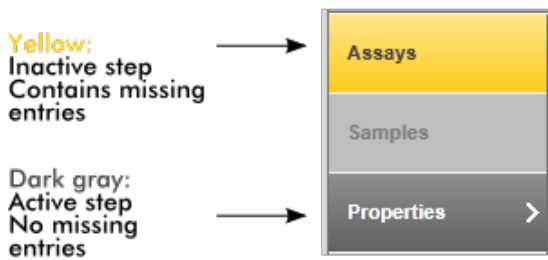 Yellow:
Inactive step
Contains missing
entries
Assays
Samples
Dark gray:
Active step
No missing
entries
Properties